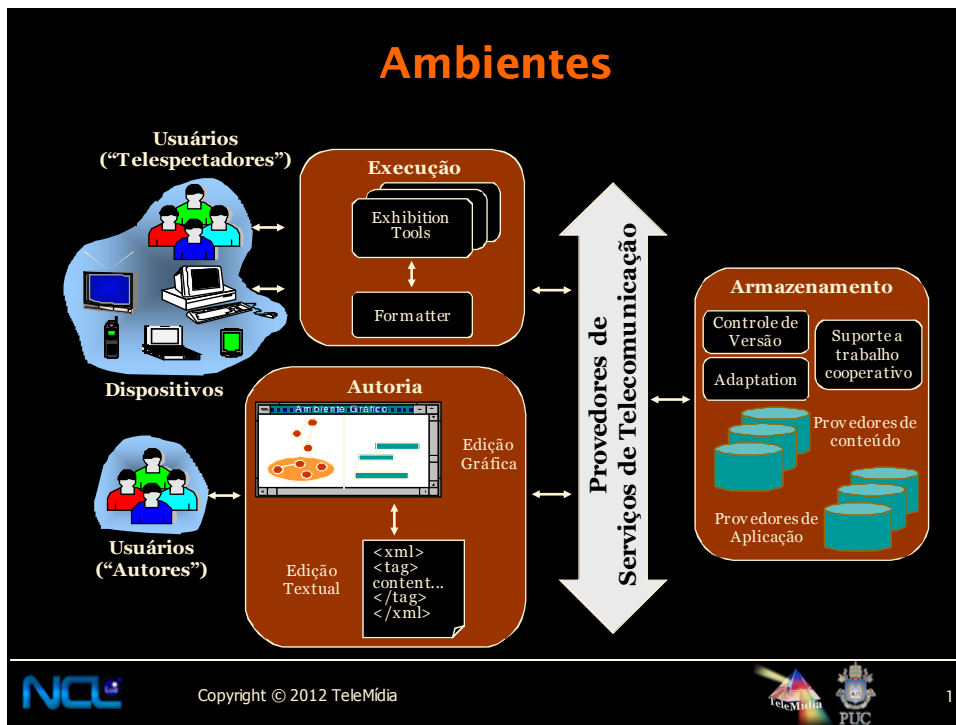 Ambientes
Usuários
(“Telespectadores”)
Execução
Exhibition
Tools
Formatter
Dispositivos
Autoria
Ambiente Gráfico
Edição
Gráfica
Usuários
(“Autores”)
Edição
Textual
<xml>
<tag>
content...
</tag>
</xml>
Provedores de
Serviços de Telecomunicação
Armazenamento
Controle de
Versão
Suporte a
trabalho
cooperativo
Adaptation
Provedores de
conteúdo
Provedores de
Aplicação
NCL
Lua
Copyright © 2012 TeleMídia
TeleMídia
PUC
1